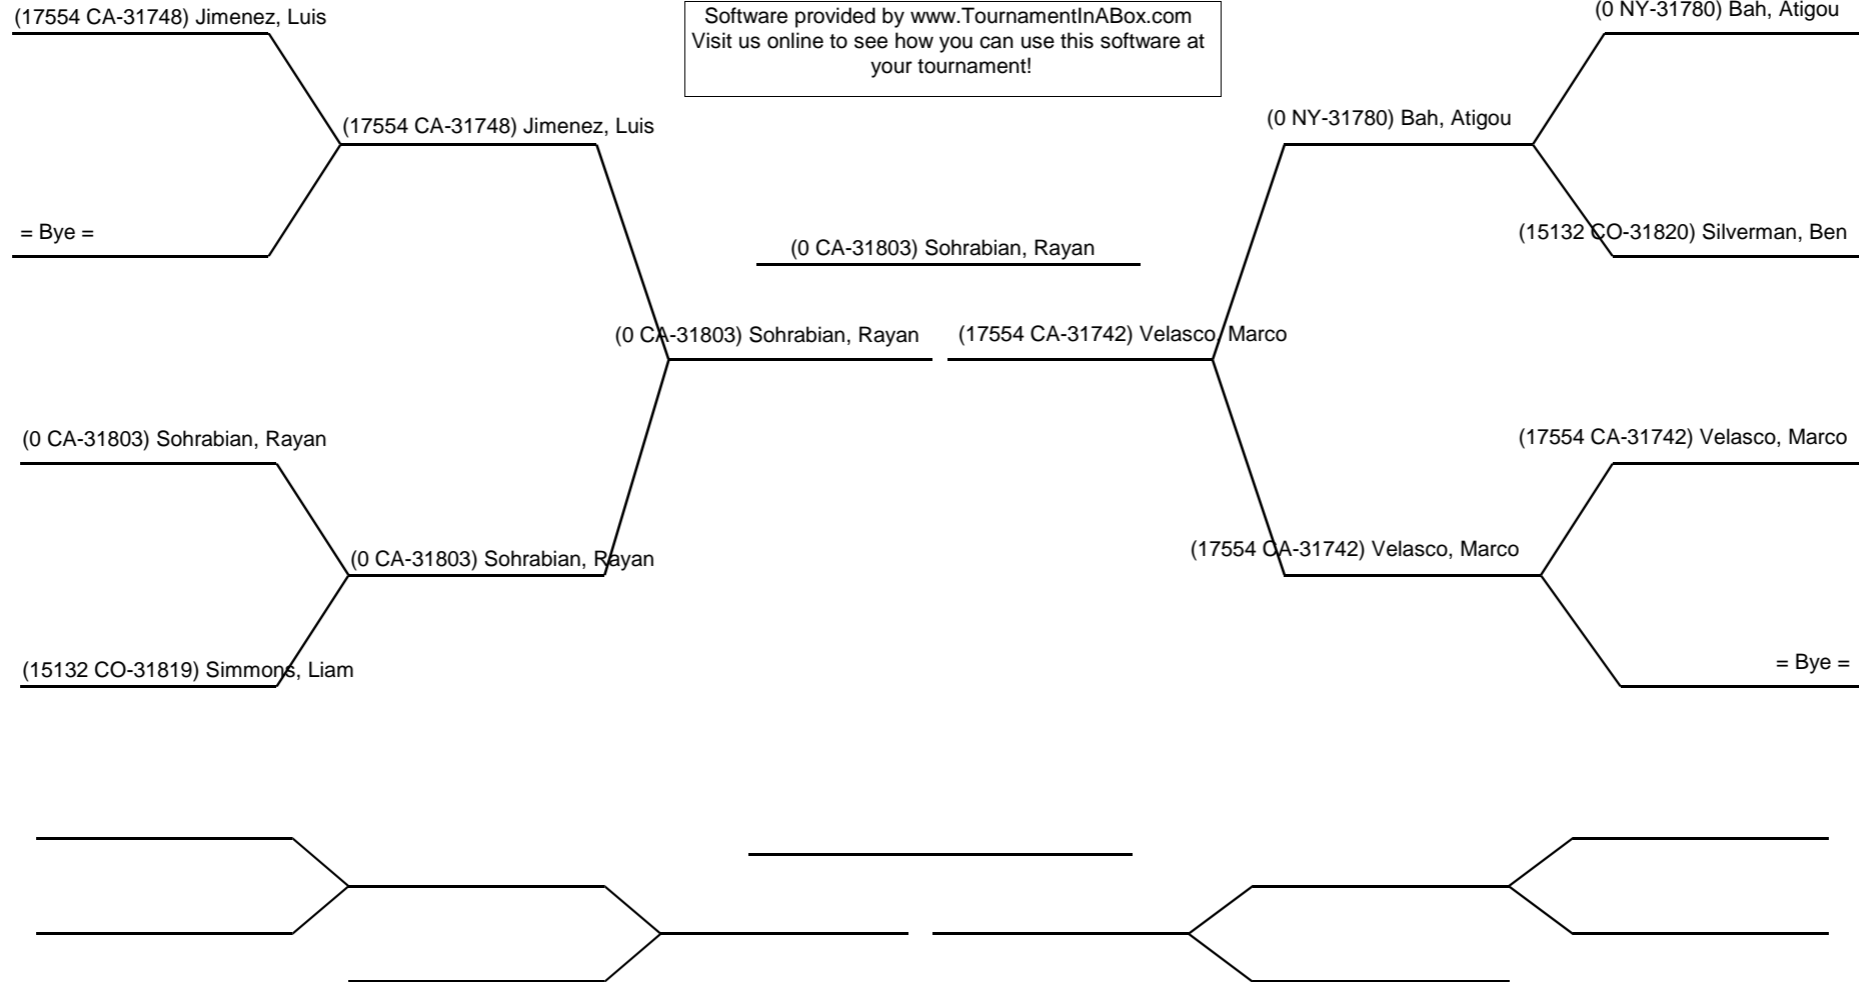 (17554 CA-31748) Jimenez, Luis
Software provided by www.TournamentInABox.com
Visit us online to see how you can use this software at
your tournament!
(0 NY-31780) Bah, Atigou
(17554 CA-31748) Jimenez, Luis
(0 NY-31780) Bah, Atigou
= Bye =
(0 CA-31803) Sohrabian, Rayan
(15132 CO-31820) Silverman, Ben
(0 CA-31803) Sohrabian, Rayan
(17554 CA-31742) Velasco, Marco
(0 CA-31803) Sohrabian, Rayan
(17554 CA-31742) Velasco, Marco
(0 CA-31803) Sohrabian, Rayan
(17554 CA-31742) Velasco, Marco
(15132 CO-31819) Simmons, Liam
= Bye =